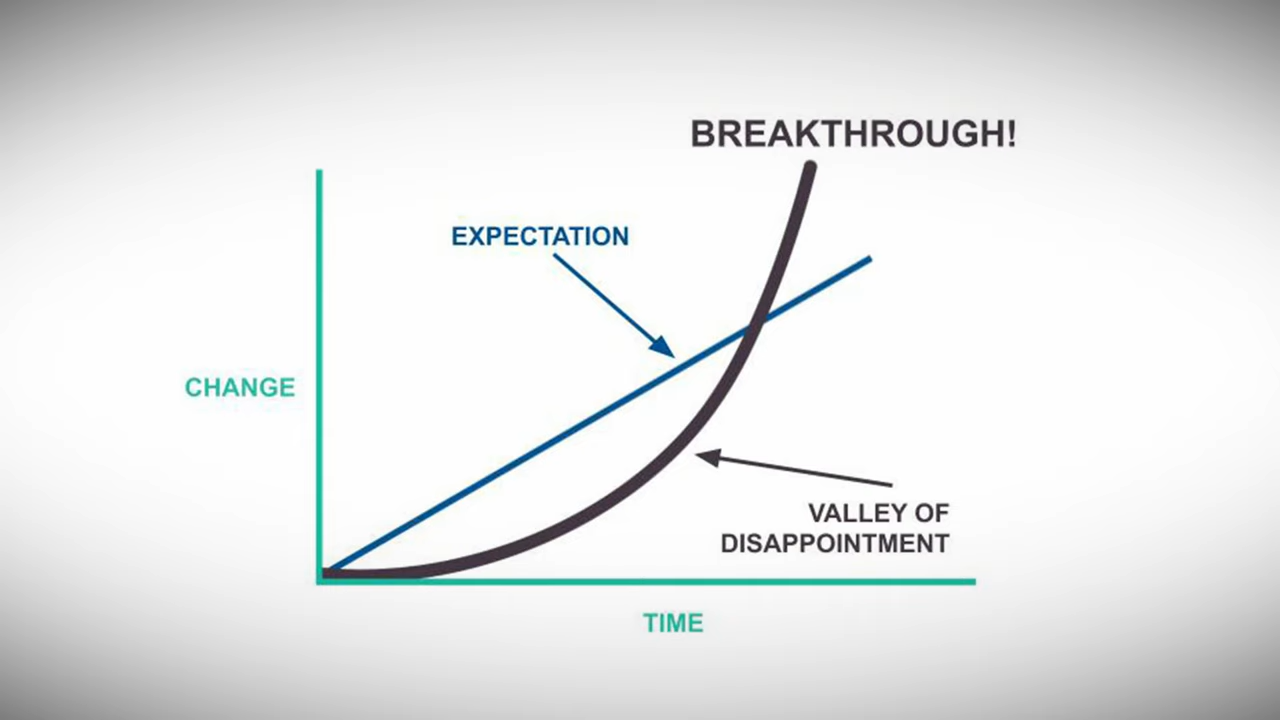 BREAKTHROUGH!
EXPECTATION
CHANGE
VALLEY OF
DISAPPOINTMENT
TIME